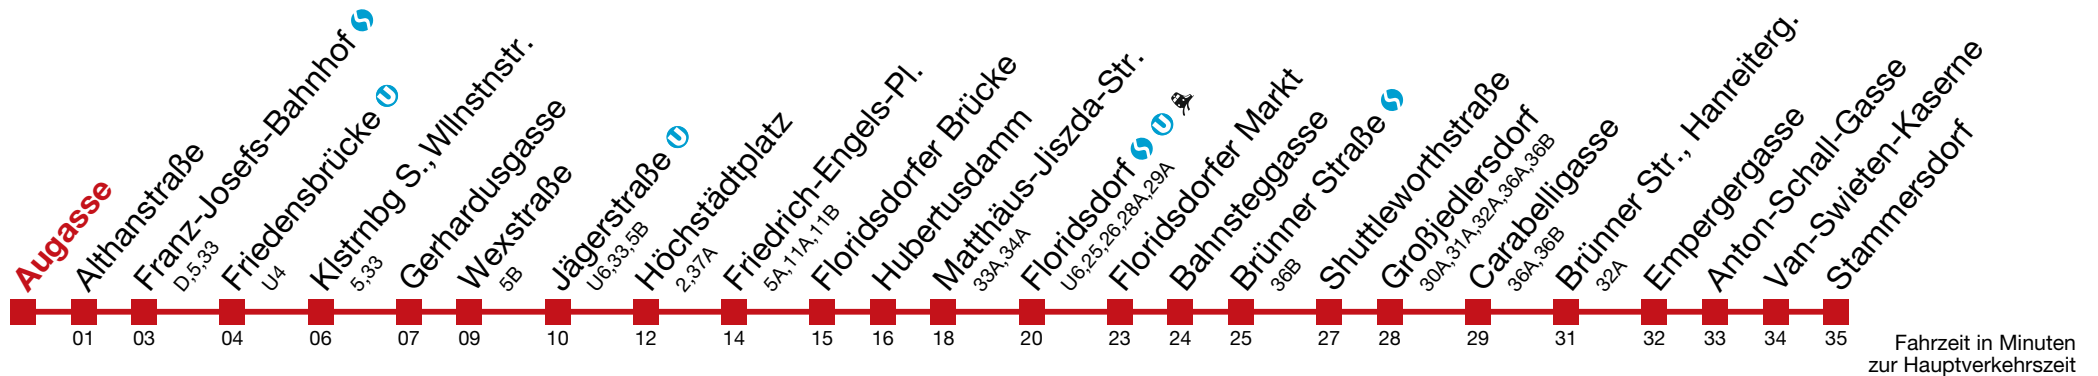 Augasse
Althanstraße
Franz-Josefs-Bahnhof
D,5,33
Friedensbrücke
U4
Klstrnbg S.,Wllnstnstr.
5,33
Gerhardusgasse
Wexstraße
5B
Jägerstraße
U6,33,5B
Höchstädtplatz
2,37A
Friedrich-Engels-Pl.
5A,11A,11B
Floridsdorfer Brücke
Hubertusdamm
Matthäus-Jiszda-Str.
33A,34A
Floridsdorf
U6,25,26,28A,29A
Floridsdorfer Markt
Bahnsteggasse
Brünner Straße
36B
Shuttleworthstraße
Großjedlersdorf
30A,31A,32A,36A,36B
Carabelligasse
36A,36B
Brünner Str., Hanreiterg.
32A
Empergergasse
Anton-Schall-Gasse
Van-Swieten-Kaserne
Stammersdorf
01 03 04 06 07 09 10 12 14 15 16 18 20 23 24 25 27 28 29 31 32 33 34 35
Fahrzeit in Minuten
zur Hauptverkehrszeit